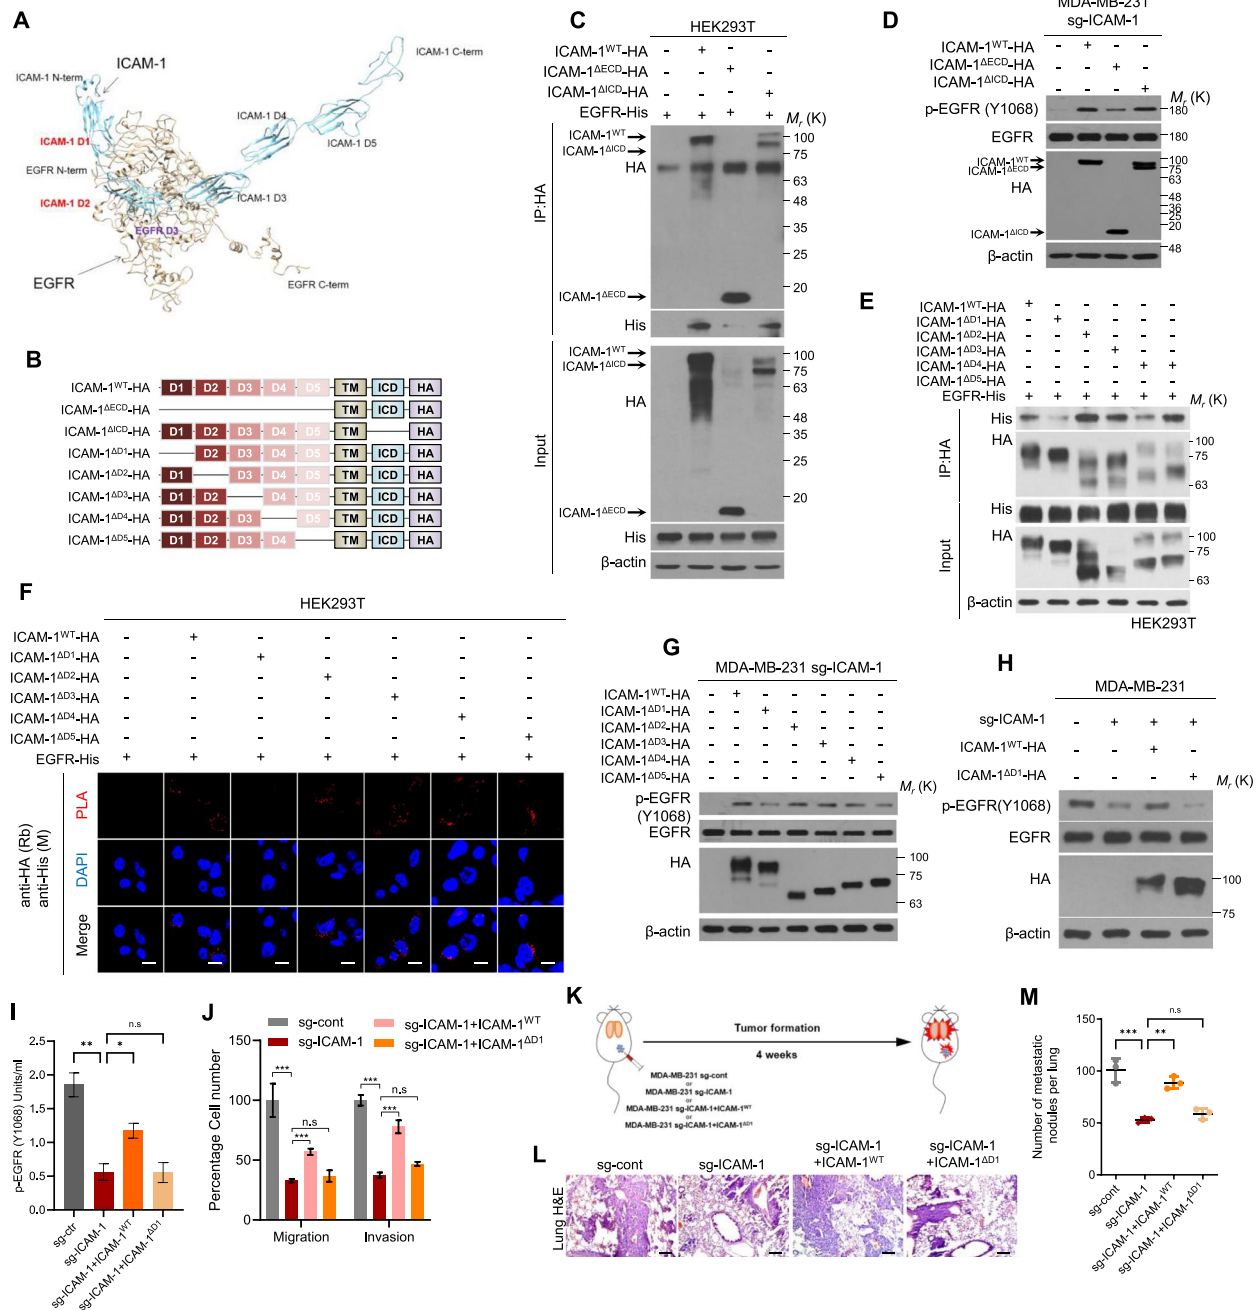 A
ICAM-1 N-term
ICAM-1
ICAM-1 C-term
ICAM-1 D4
ICAM-1 D5
ICAM-1 D1
EGFR N-term
ICAM-1 D3
ICAM-1 D2
EGFR D3
EGFR
EGFR C-term
B
ICAM-1WT-HA D1 D2 D3 D4 D5 TM ICD HA
ICAM-1ΔECD-HA TM ICD HA
ICAM-1ΔICD-HA D1 D2 D3 D4 D5 TM HA
ICAM-1ΔD1-HA D2 D3 D4 D5 TM ICD HA
ICAM-1ΔD2-HA D1 D3 D4 D5 TM ICD HA
ICAM-1ΔD3-HA D1 D2 D4 D5 TM ICD HA
ICAM-1ΔD4-HA D1 D2 D3 D5 TM ICD HA
ICAM-1ΔD5-HA D1 D2 D3 D4 TM ICD HA
C
HEK293T
ICAM-1WT-HA - + - -
ICAM-1ΔECD-HA - - + -
ICAM-1ΔICD-HA - - - +
EGFR-His + + + +
Mr (K)
IP:HA
ICAM-1WT
ICAM-1ΔICD
HA
ICAM-1ΔECD
100
75
63
48
35
25
20
His
Input
ICAM-1WT
ICAM-1ΔICD
HA
ICAM-1ΔECD
100
75
63
48
35
25
20
His
β-actin
D
MDA-MB-231
sg-ICAM-1
ICAM-1WT-HA - + - -
ICAM-1ΔECD-HA - - + -
ICAM-1ΔICD-HA - - - +
Mr (K)
p-EGFR (Y1068) 180
EGFR 180
ICAM-1WT
ICAM-1ΔECD
HA
ICAM-1ΔICD
100
75
63
48
36
25
20
48
β-actin
E
ICAM-1WT-HA + - - - - -
ICAM-1ΔD1-HA - + - - - -
ICAM-1ΔD2-HA - - + - - -
ICAM-1ΔD3-HA - - - + - -
ICAM-1ΔD4-HA - - - - + +
ICAM-1ΔD5-HA - - - - - -
EGFR-His + + + + + +
Mr (K)
IP:HA
His
HA
100
75
63
Input
His
HA
100
75
63
β-actin
HEK293T
F
HEK293T
ICAM-1WT-HA - + - - - - -
ICAM-1ΔD1-HA - - + - - - -
ICAM-1ΔD2-HA - - - + - - -
ICAM-1ΔD3-HA - - - - + - -
ICAM-1ΔD4-HA - - - - - + -
ICAM-1ΔD5-HA - - - - - - +
EGFR-His + + + + + + +
anti-HA (Rb)
anti-His (M)
PLA
DAPI
Merge
G
MDA-MB-231 sg-ICAM-1
ICAM-1WT-HA - + - - - - -
ICAM-1ΔD1-HA - - + - - - -
ICAM-1ΔD2-HA - - - + - - -
ICAM-1ΔD3-HA - - - - + - -
ICAM-1ΔD4-HA - - - - - + -
ICAM-1ΔD5-HA - - - - - - +
Mr (K)
p-EGFR
(Y1068)
EGFR
HA
100
75
63
β-actin
H
MDA-MB-231
sg-ICAM-1 - + + +
ICAM-1WT-HA - - + -
ICAM-1ΔD1-HA - - - +
Mr (K)
p-EGFR(Y1068)
EGFR
HA
100
75
β-actin
I
p-EGFR (Y1068) Units/ml
2.5
2.0
1.5
1.0
0.5
0.0
** * n.s
sg-ctr
sg-ICAM-1
sg-ICAM-1+ICAM-1WT
sg-ICAM-1+ICAM-1ΔD1
J
sg-cont
sg-ICAM-1
sg-ICAM-1+ICAM-1WT
sg-ICAM-1+ICAM-1ΔD1
Percentage Cell number
150
100
50
0
*** *** n.s
*** *** n.s
Migration Invasion
K
Tumor formation
4 weeks
MDA-MB-231 sg-cont
or
MDA-MB-231 sg-ICAM-1
or
MDA-MB-231 sg-ICAM-1+ICAM-1WT
or
MDA-MB-231 sg-ICAM-1+ICAM-1ΔD1
L
sg-cont
sg-ICAM-1
sg-ICAM-1
+ICAM-1WT
sg-ICAM-1
+ICAM-1ΔD1
Lung H&E
M
Number of metastatic
nodules per lung
150
100
50
0
*** ** n.s
sg-cont
sg-ICAM-1
sg-ICAM-1+ICAM-1WT
sg-ICAM-1+ICAM-1ΔD1